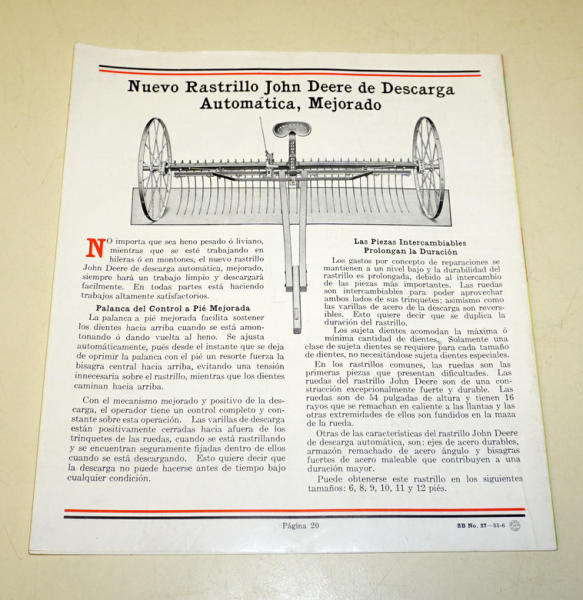 Nuevo Rastrillo John Deere de Descarga
Automática, Mejorado
NO importa que sea heno pesado ó liviano,
mientras que se esté trabajando en
hileras ó en montones, el nuevo rastrillo
John Deere de descarga automática, mejorado,
siempre hará un trabajo limpio y descargará
facilmente. En todas partes está haciendo
trabajos altamente satisfactorios.
Palanca del Control a Pié Mejorada
La palanca a pié mejorada facilita sostener
los dientes hacia arriba cuando se está amon-
tonando ó dando vuelta al heno. Se ajusta
automáticamente, pués desde el instante que se deja
de oprimir la palanca con el pié un resorte fuerza la
bisagra central hacia arriba, evitando una tensión
innecesaria sobre el rastrillo, mientras que los dientes
caminan hacia arriba.
Con el mecanismo mejorado y positivo de la des-
carga, el operador tiene un control completo y con-
stante sobre esta operación. Las varillas de descarga
están positivamente cerradas hacia afuera de los
trinquetes de las ruedas, cuando se está rastrillando
y se encuentran seguramente fijadas dentro de ellos
cuando se está descargando. Esto quiere decir que
la descarga no puede hacerse antes de tiempo bajo
cualquier condición.
Las Piezas Intercambiables
Prolongan la Duración
Los gastos por concepto de reparaciones se
mantienen a un nivel bajo y la durabilidad del
rastrillo es prolongada, debido al intercambio
de las piezas más importantes. Las ruedas
son intercambiables para poder aprovechar
ambos lados de sus trinquetes; asimismo como
las varillas de acero de la descarga son rever-
sibles. Esto quiere decir que se duplica la
duración del rastrillo.
Los sujeta dientes acomodan la máxima ó
mínima cantidad de dientes. Solamente una
clase de sujeta dientes se requiere para cada tamaño
de dientes, no necesitándose sujeta dientes especiales.
En los rastrillos comunes, las ruedas son las
primeras piezas que presentan dificultades. Las
ruedas del rastrillo John Deere son de una con-
strucción excepcionalmente fuerte y durable. Las
ruedas son de 54 pulgadas de altura y tienen 16
rayos que se remachan en caliente a las llantas y las
otras extremidades de ellos son fundidos en la maza
de la rueda.
Otras de las caracteristicas del rastrillo John Deere
de descarga automática, son: ejes de acero durables,
armazón remachado de acero ángulo y bisagras
fuertes de acero maleable que contribuyen a una
duración mayor.
Puede obtenerse este rastrillo en los siguientes
tamaños: 6, 8, 9, 10, 11 y 12 piés.
Página 20
SB No. 37—35-6